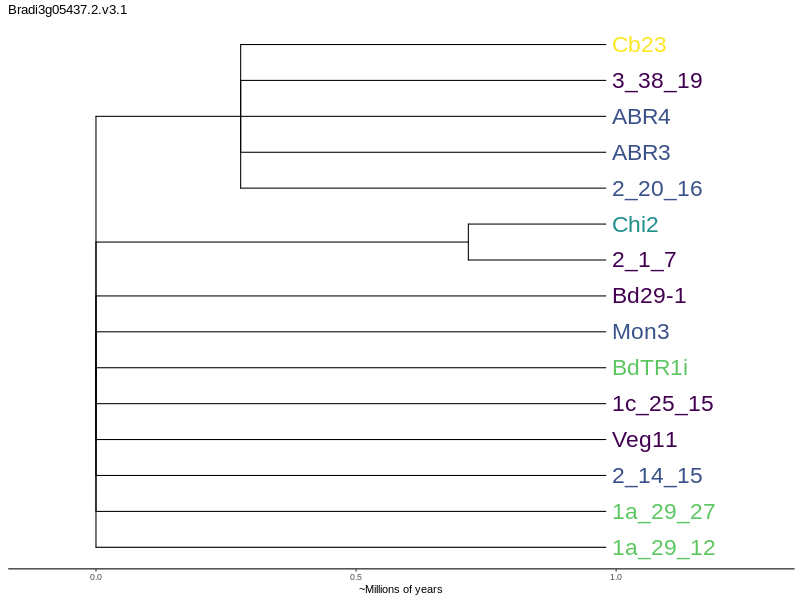 Bradi3g05437.2.v3.1
Cb23
3_38_19
ABR4
ABR3
2_20_16
Chi2
2_1_7
Bd29-1
Mon3
BdTR1i
1c_25_15
Veg11
2_14_15
1a_29_27
1a_29_12
0.0 0.5 1.0
~Millions of years